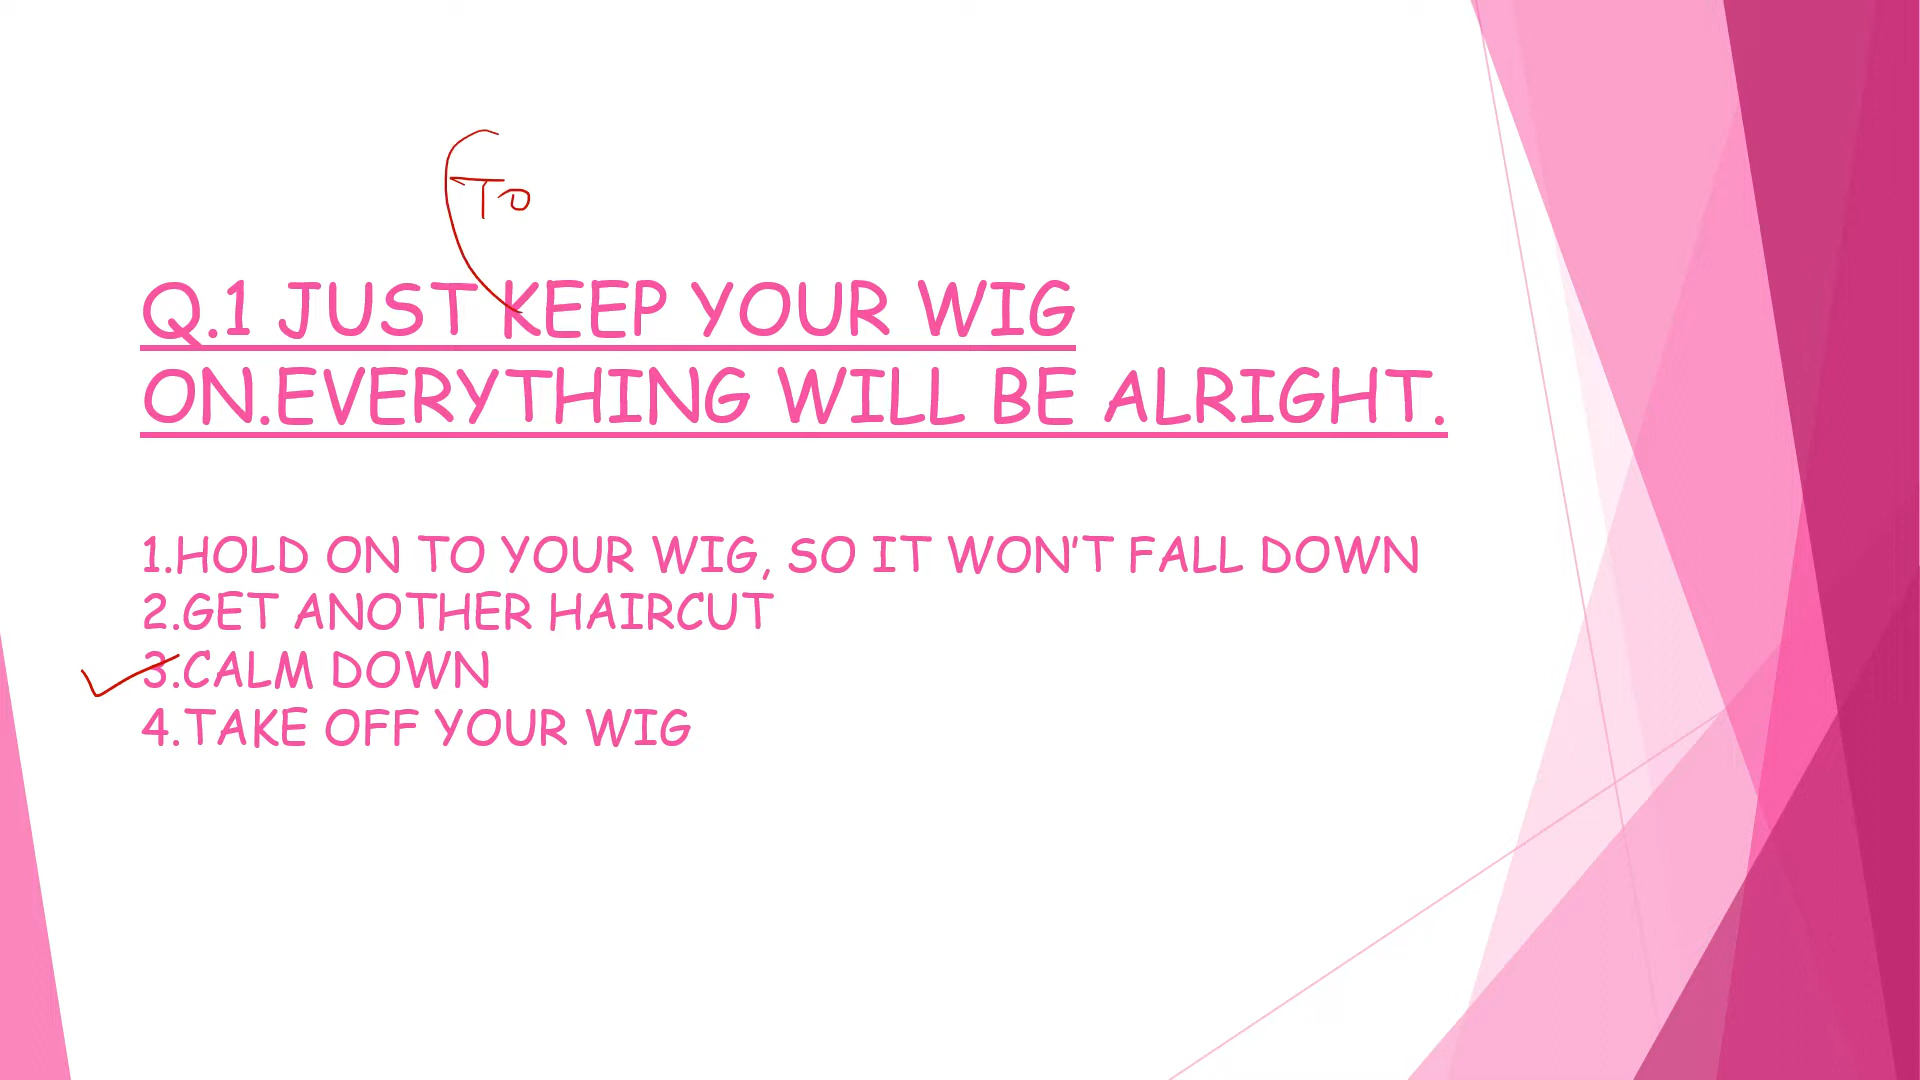 To
Q.1 JUST KEEP YOUR WIG
ON.EVERYTHING WILL BE ALRIGHT.
1.HOLD ON TO YOUR WIG, SO IT WON'T FALL DOWN
2.GET ANOTHER HAIRCUT
3.CALM DOWN
4.TAKE OFF YOUR WIG